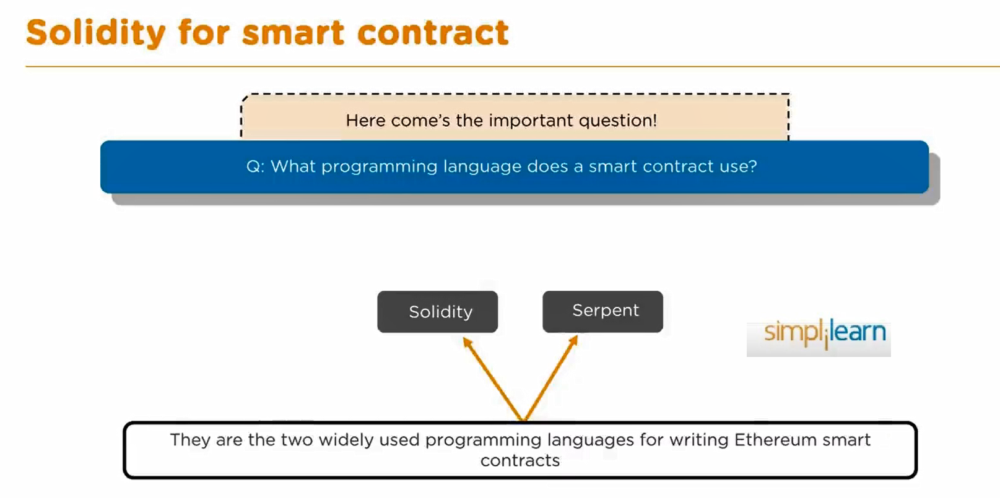 Solidity for smart contract
Here come's the important question!
Q: What programming language does a smart contract use?
Solidity
Serpent
simplilearn
They are the two widely used programming languages for writing Ethereum smart
contracts